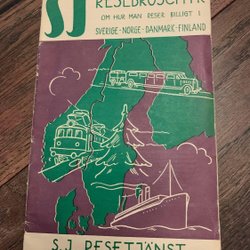 SJ
RESEBROSCHYR
OM HUR MAN RESER BILLIGT I
SVERIGE-NORGE-DANMARK-FINLAND
S.J. RESETJÄNST